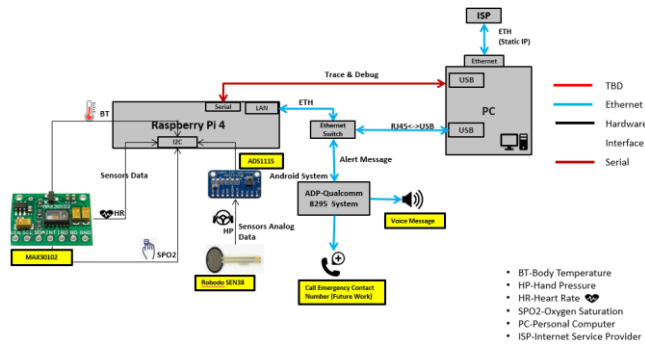 ISP
ETH
(Static IP)
Ethernet
Trace & Debug
USB
PC
USB
Serial
LAN
ETH
Raspberry Pi 4
I2C
BT
Ethernet
Switch
RJ45<->USB
Alert Message
TBD
Ethernet
Hardware
Interface
Serial
Sensors Data
ADS1115
Android System
ADP-Qualcomm
8295 System
Voice Message
HR
HP
Sensors Analog
Data
SPO2
MAX30102
Robodo SEN38
Call Emergency Contact
Number (Future Work)
• BT-Body Temperature
• HP-Hand Pressure
• HR-Heart Rate
• SPO2-Oxygen Saturation
• PC-Personal Computer
• ISP-Internet Service Provider